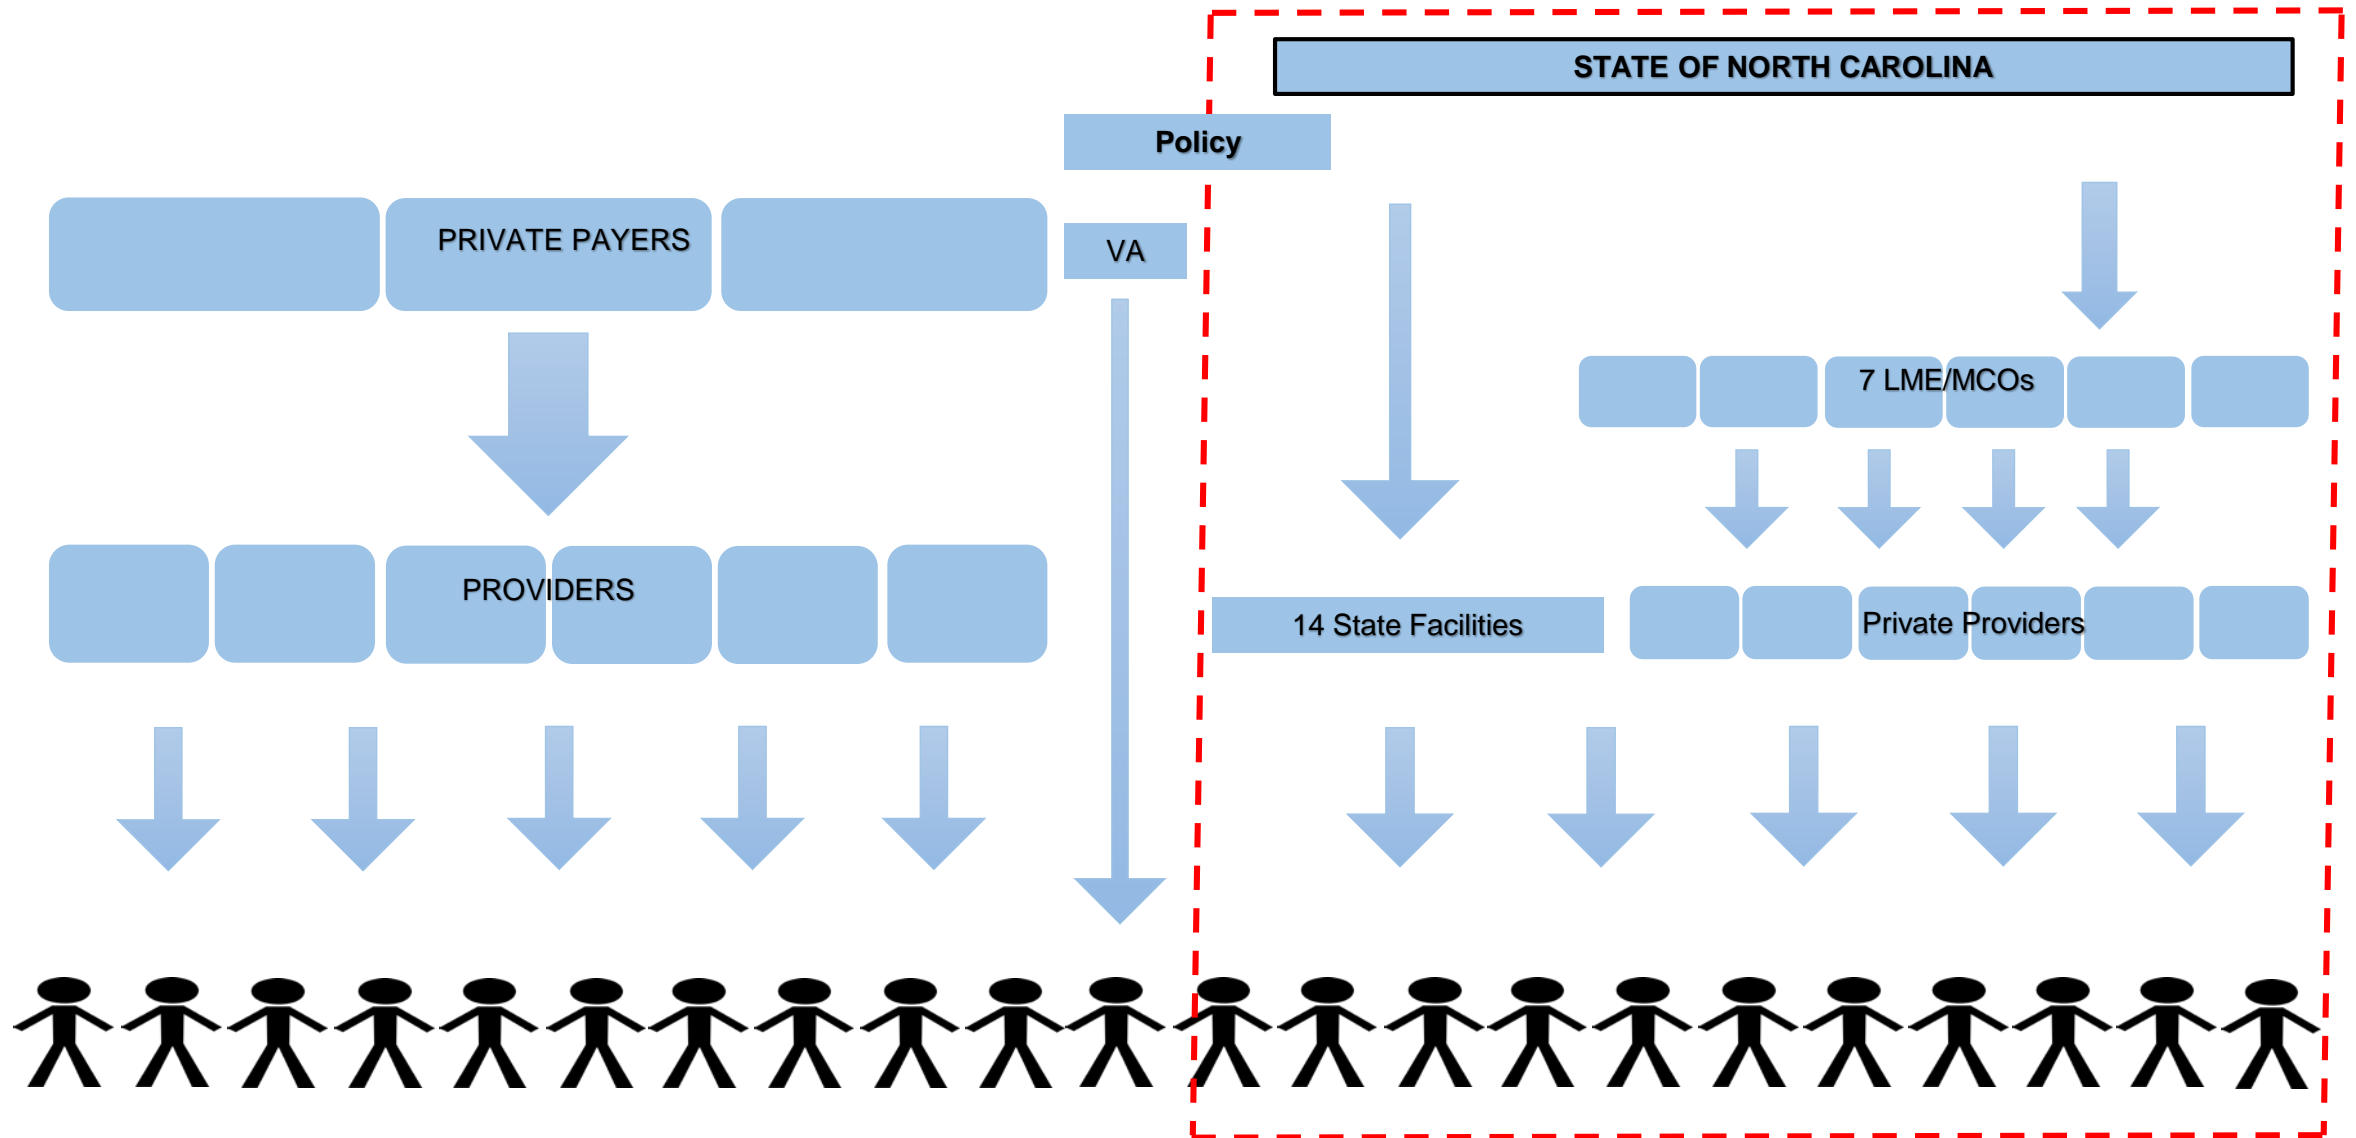 STATE OF NORTH CAROLINA
Policy
PRIVATE PAYERS
VA
7 LME/MCOs
PROVIDERS
14 State Facilities
Private Providers